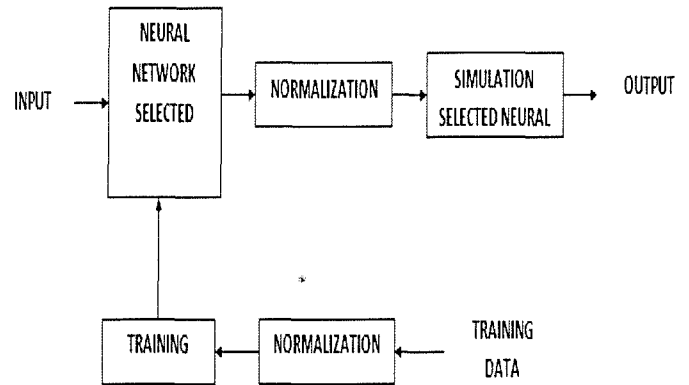 NEURAL
NETWORK
SELECTED
INPUT
NORMALIZATION
SIMULATION
SELECTED NEURAL
OUTPUT
TRAINING
NORMALIZATION
TRAINING
DATA